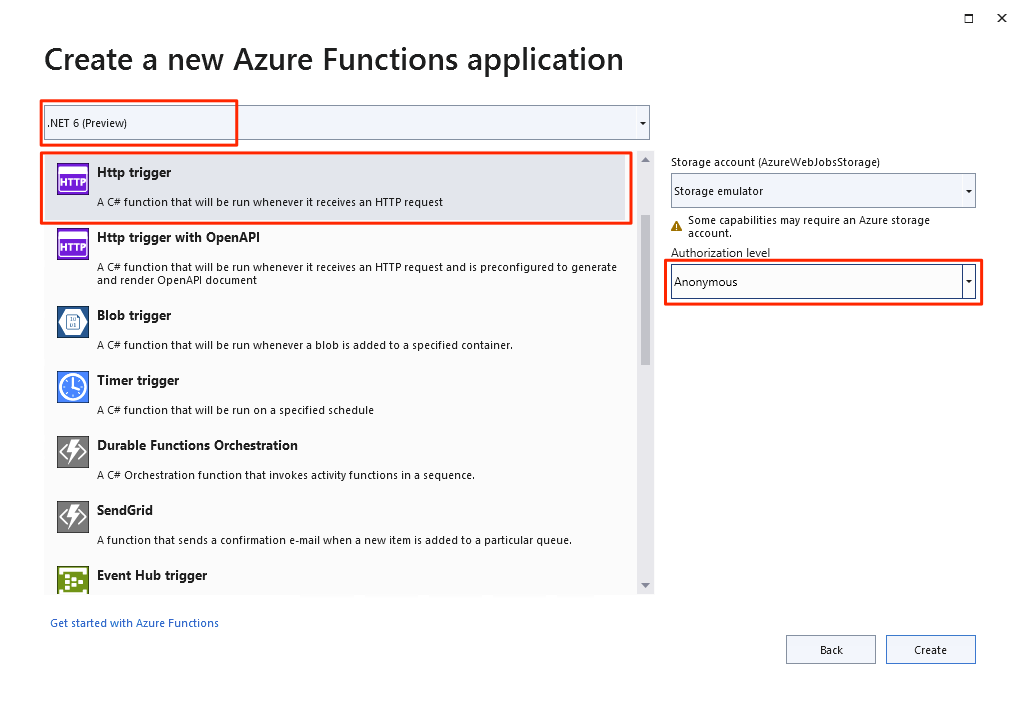 Create a new Azure Functions application
.NET 6 (Preview)
HTTP
Http trigger
A C# function that will be run whenever it receives an HTTP request
HTTP
Http trigger with OpenAPI
A C# function that will be run whenever it receives an HTTP request and is preconfigured to generate
and render OpenAPI document
Blob trigger
A C# function that will be run whenever a blob is added to a specified container.
Timer trigger
A C# function that will be run on a specified schedule
Durable Functions Orchestration
A C# Orchestration function that invokes activity functions in a sequence.
SendGrid
A function that sends a confirmation e-mail when a new item is added to a particular queue.
Event Hub trigger
Storage account (AzureWebJobsStorage)
Storage emulator
Some capabilities may require an Azure storage
account.
Authorization level
Anonymous
Get started with Azure Functions
Back
Create